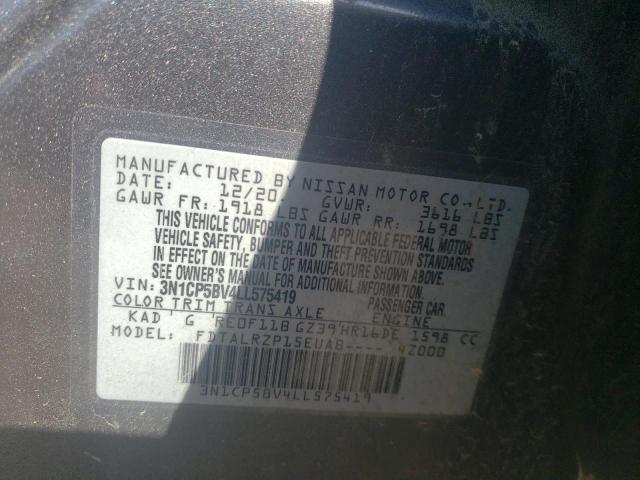 MANUFACTURED BY NISSAN MOTOR CO.,LTD.
DATE: 12/20. GVWR: 3616 LBS
GAWR FR: 1918 LBS GAWR RR: 1698 LBS
THIS VEHICLE CONFORMS TO ALL APPLICABLE FEDERAL MOTOR
VEHICLE SAFETY, BUMPER AND THEFT PREVENTION STANDARDS
IN EFFECT ON THE DATE OF MANUFACTURE SHOWN ABOVE.
SEE OWNER'S MANUAL FOR ADDITIONAL INFORMATION.
VIN: 3N1CP5BV4LL575419 PASSENGER CAR
COLOR TRIM TRANS AXLE ENGINE
KAD ' G ' RE0F11B GZ39'HR16DE 1598 CC
MODEL: FDTALRZP15EUAB---- 4Z000
3N1CP5BV4LL575419